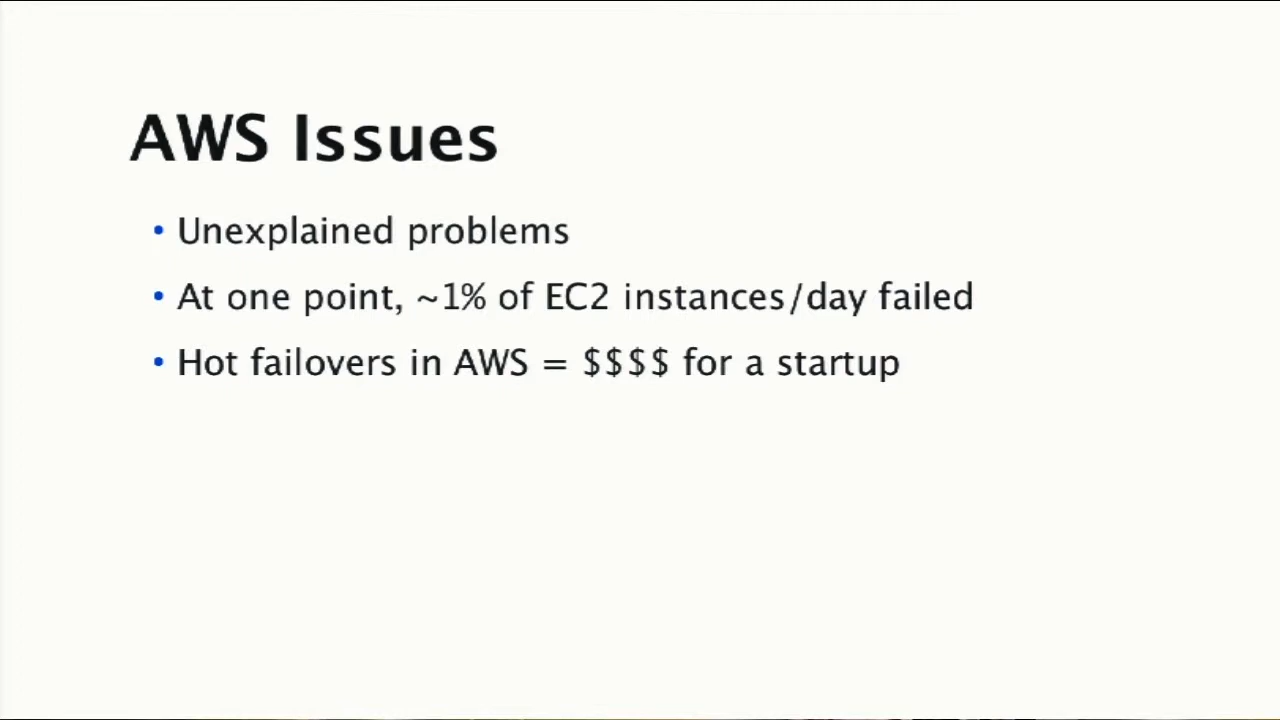 AWS Issues
• Unexplained problems
• At one point, ~1% of EC2 instances/day failed
• Hot failovers in AWS = $$$$ for a startup